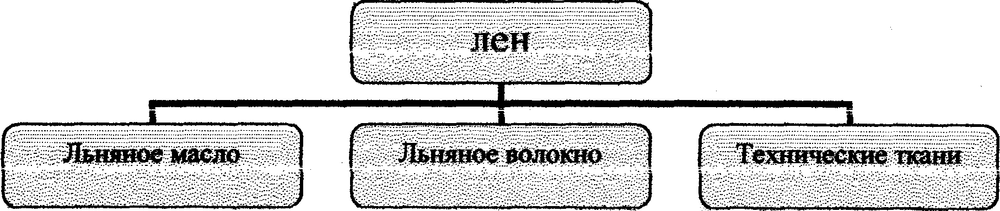 лен
Льняное масло
Льняное волокно
Технические ткани